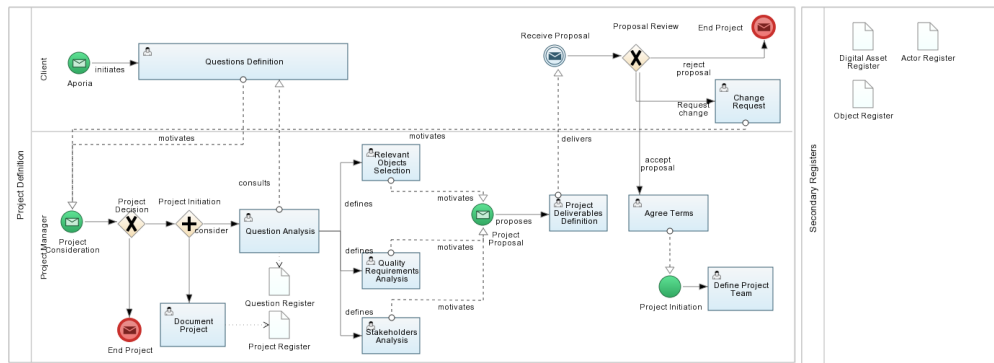 Project Definition
Client
Project Manager
Aporia
initiates
Questions Definition
Receive Proposal
Proposal Review
End Project
reject
proposal
Request
change
Change
Request
motivates
motivates
delivers
accept
proposal
consults
Project
Consideration
Project
Decision
Project Initiation
consider
Question Analysis
defines
defines
defines
Relevant
Objects
Selection
motivates
Quality
Requirements
Analysis
motivates
Stakeholders
Analysis
motivates
Project
Proposal
proposes
Project
Deliverables
Definition
Agree Terms
Project Initiation
Define Project
Team
Question Register
Document
Project
Project Register
End Project
Secondary Registers
Digital Asset
Register
Actor Register
Object Register